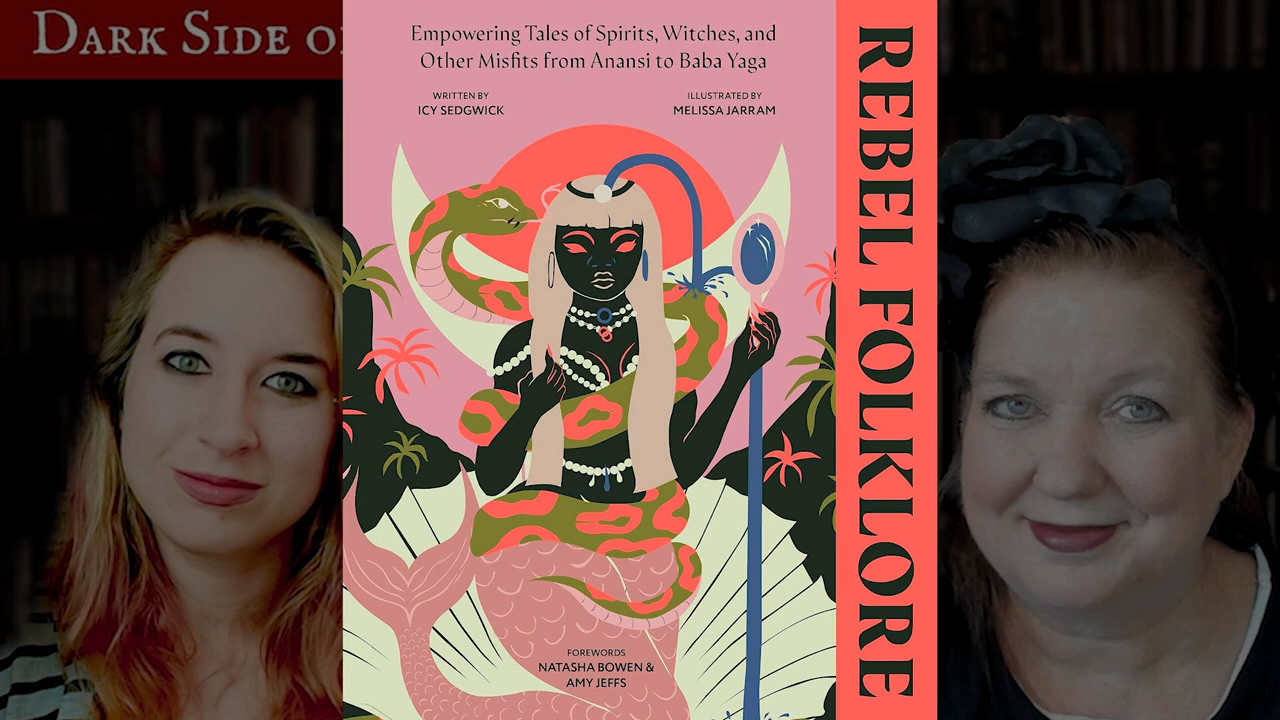 DARK SIDE O
Empowering Tales of Spirits, Witches, and
Other Misfits from Anansi to Baba Yaga
WRITTEN BY
ICY SEDGWICK
ILLUSTRATED BY
MELISSA JARRAM
REBEL FOLKLORE
FOREWORDS
NATASHA BOWEN &
AMY JEFFS